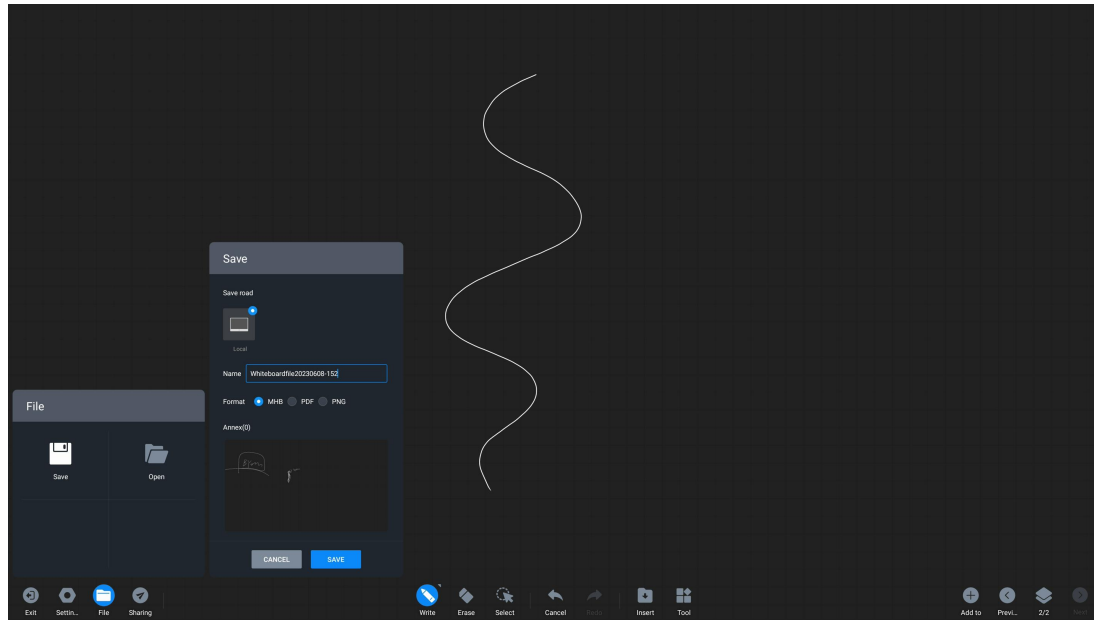 Save
Save road
Local
Name Whiteboardfile20230608-152
Format MHB PDF PNG
Annex(0)
CANCEL SAVE
File
Save Open
Exit Settin... File Sharing Write Erase Select Cancel Redo Insert Tool Add to Previ... 2/2 Next